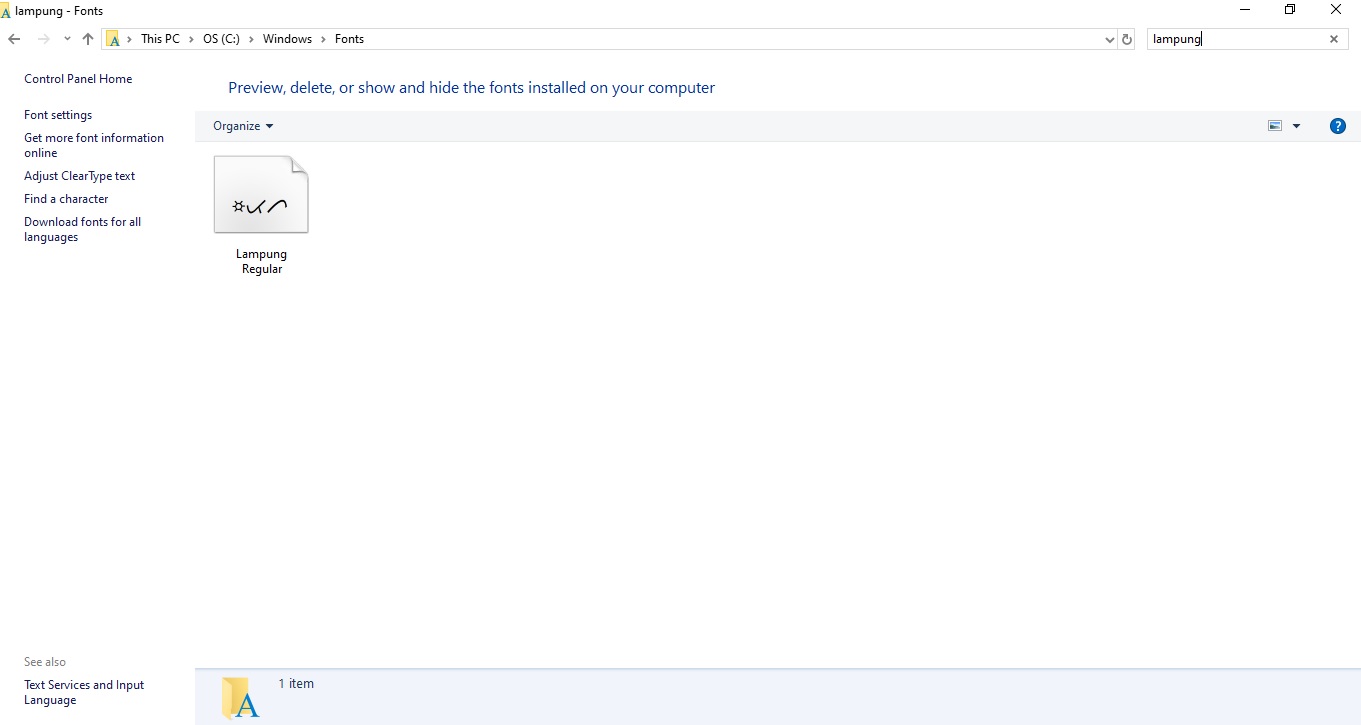 lampung - Fonts
This PC > OS (C:) > Windows > Fonts
lampung
Control Panel Home
Preview, delete, or show and hide the fonts installed on your computer
Font settings
Get more font information
online
Adjust ClearType text
Find a character
Download fonts for all
languages
Organize
Lampung
Regular
See also
Text Services and Input
Language
1 item